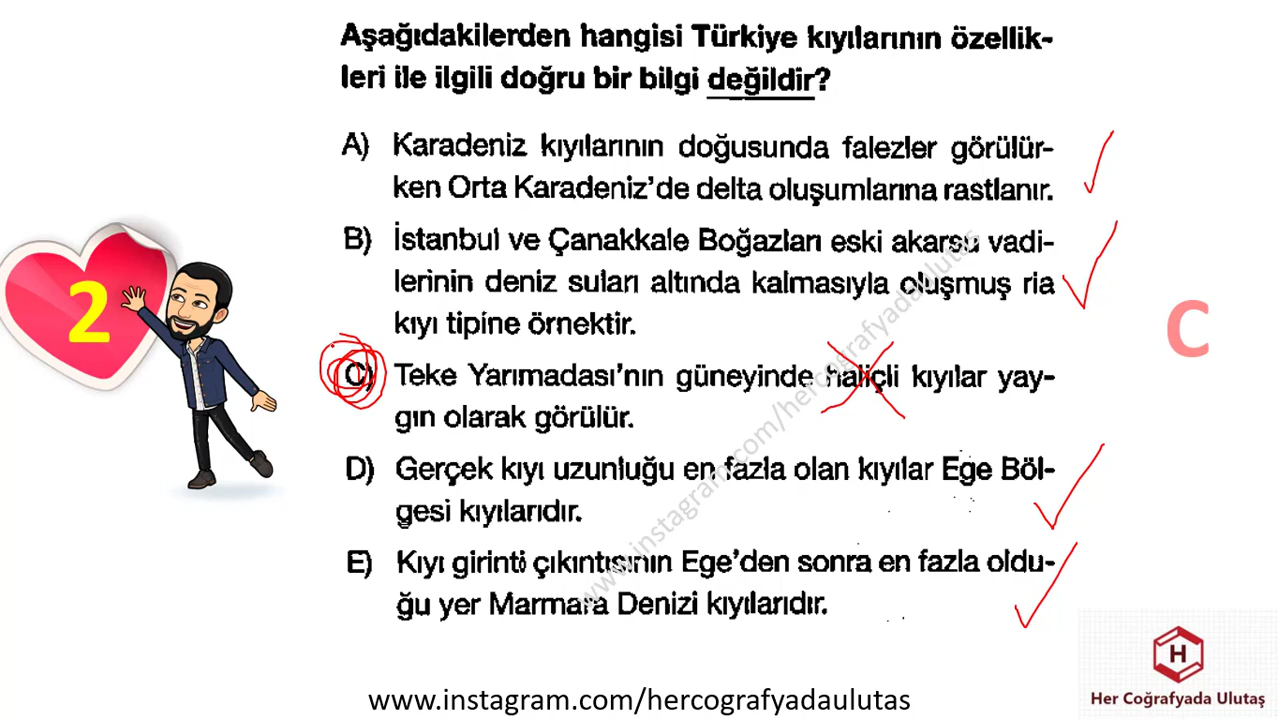 Aşağıdakilerden hangisi Türkiye kıyılarının özellik-
leri ile ilgili doğru bir bilgi değildir?
A) Karadeniz kıyılarının doğusunda falezler görülür-
ken Orta Karadeniz'de delta oluşumlarına rastlanır.
B) İstanbul ve Çanakkale Boğazları eski akarsu vadi-
lerinin deniz suları altında kalmasıyla oluşmuş ria
kıyı tipine örnektir.
C) Teke Yarımadası'nın güneyinde haliçli kıyılar yay-
gın olarak görülür.
D) Gerçek kıyı uzunluğu en fazla olan kıyılar Ege Böl-
gesi kıyılarıdır.
E) Kıyı girinti çıkıntısının Ege'den sonra en fazla oldu-
ğu yer Marmara Denizi kıyılarıdır.
2
C
www.instagram.com/hercografyadaulutas
H
Her Coğrafyada Ulutaş
www.instagram.com/hercografyadaulutas